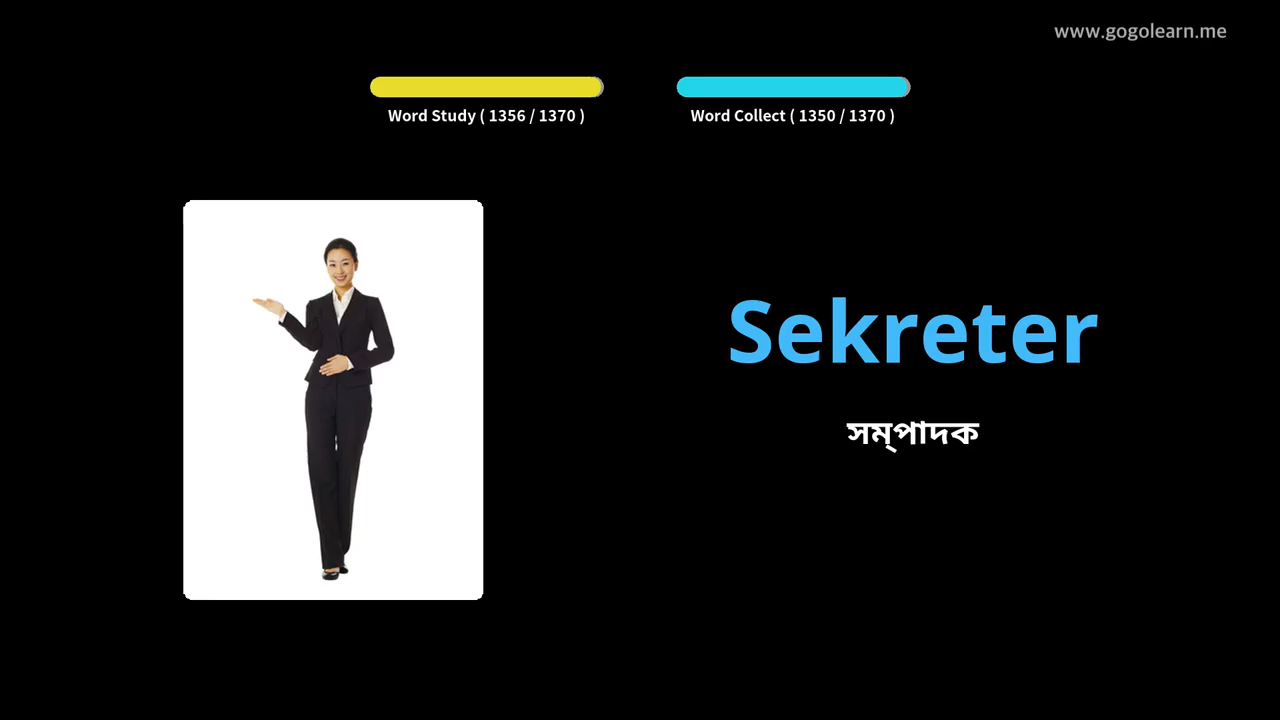 www.gogolearn.me
Word Study ( 1356 / 1370 )
Word Collect ( 1350 / 1370 )
Sekreter
সম্পাদক